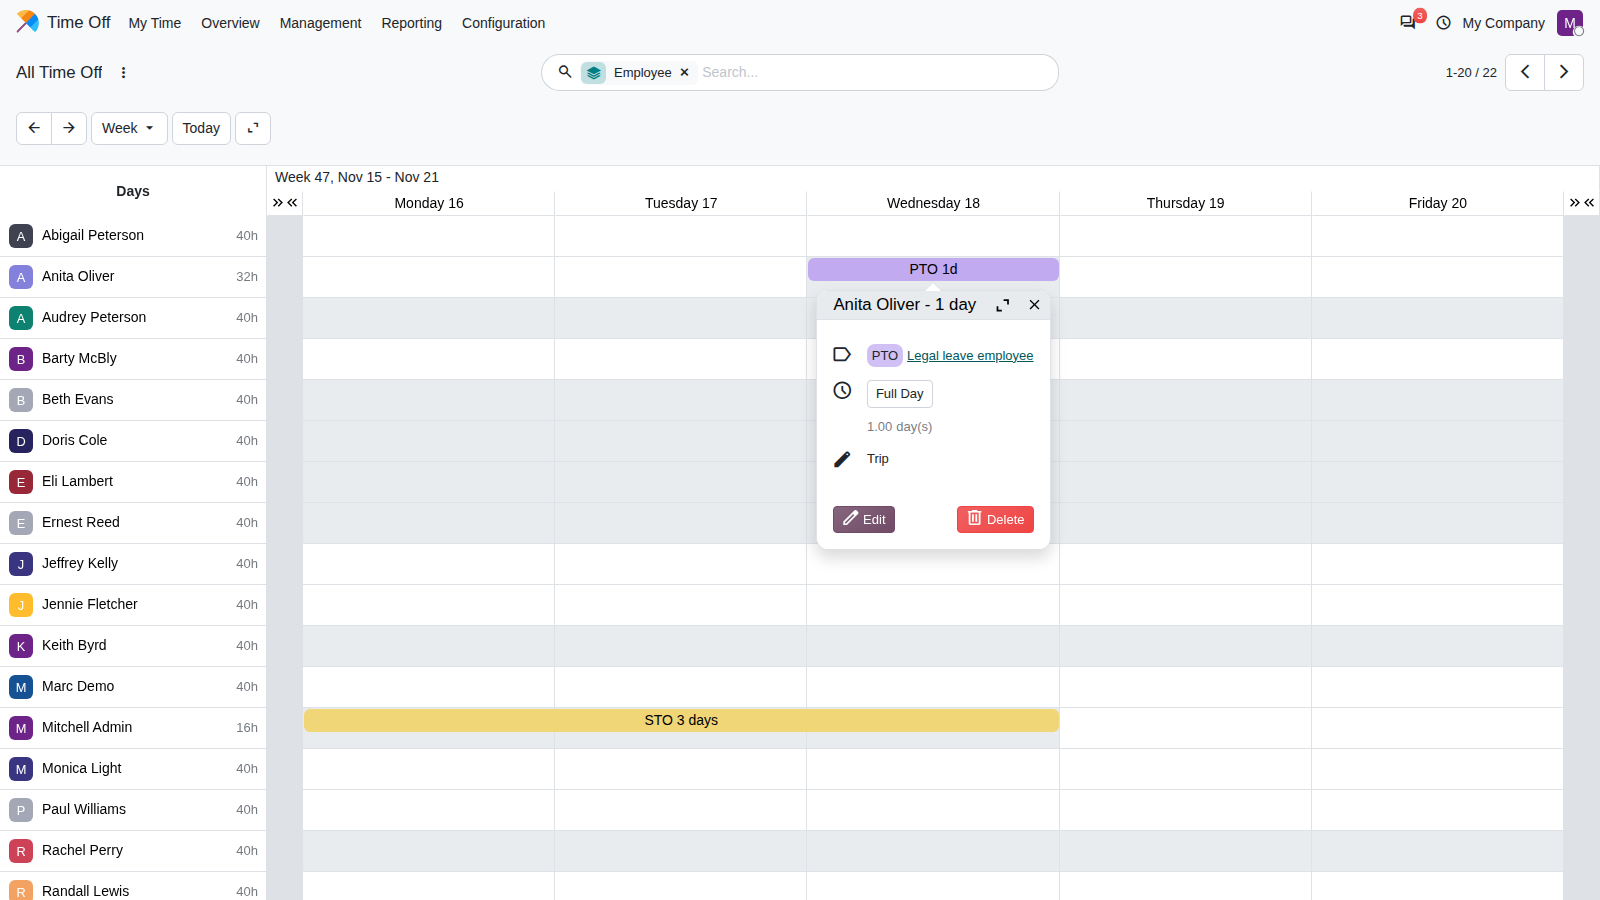 Time Off My Time Overview Management Reporting Configuration 3 My Company M
All Time Off Employee Search... 1-20 / 22
Week Today
Days
Week 47, Nov 15 - Nov 21
Monday 16 Tuesday 17 Wednesday 18 Thursday 19 Friday 20
A Abigail Peterson 40h
A Anita Oliver 32h
PTO 1d
A Audrey Peterson 40h
B Barty McBly 40h
B Beth Evans 40h
D Doris Cole 40h
E Eli Lambert 40h
E Ernest Reed 40h
J Jeffrey Kelly 40h
J Jennie Fletcher 40h
K Keith Byrd 40h
M Marc Demo 40h
M Mitchell Admin 16h
STO 3 days
M Monica Light 40h
P Paul Williams 40h
R Rachel Perry 40h
R Randall Lewis 40h
Anita Oliver - 1 day
PTO Legal leave employee
Full Day
1.00 day(s)
Trip
Edit Delete